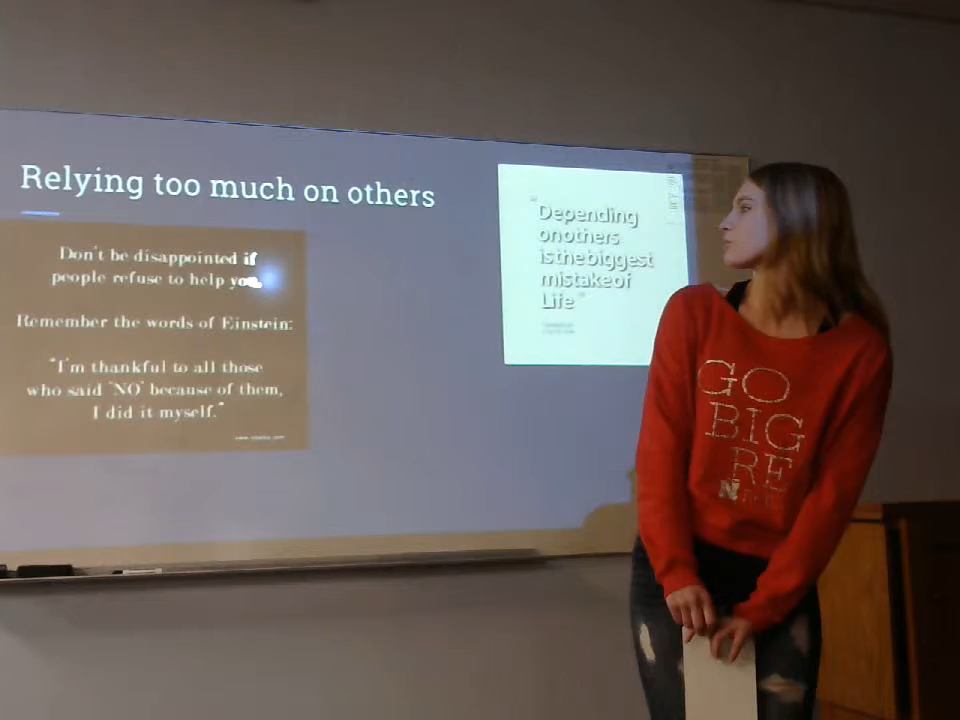 Relying too much on others
Don't be disappointed if
people refuse to help you.
Remember the words of Einstein:
"I'm thankful to all those
who said 'NO' because of them,
I did it myself."
"Depending
onothers
isthebiggest
mistakeof
Life"
GO
BIG
RE
N